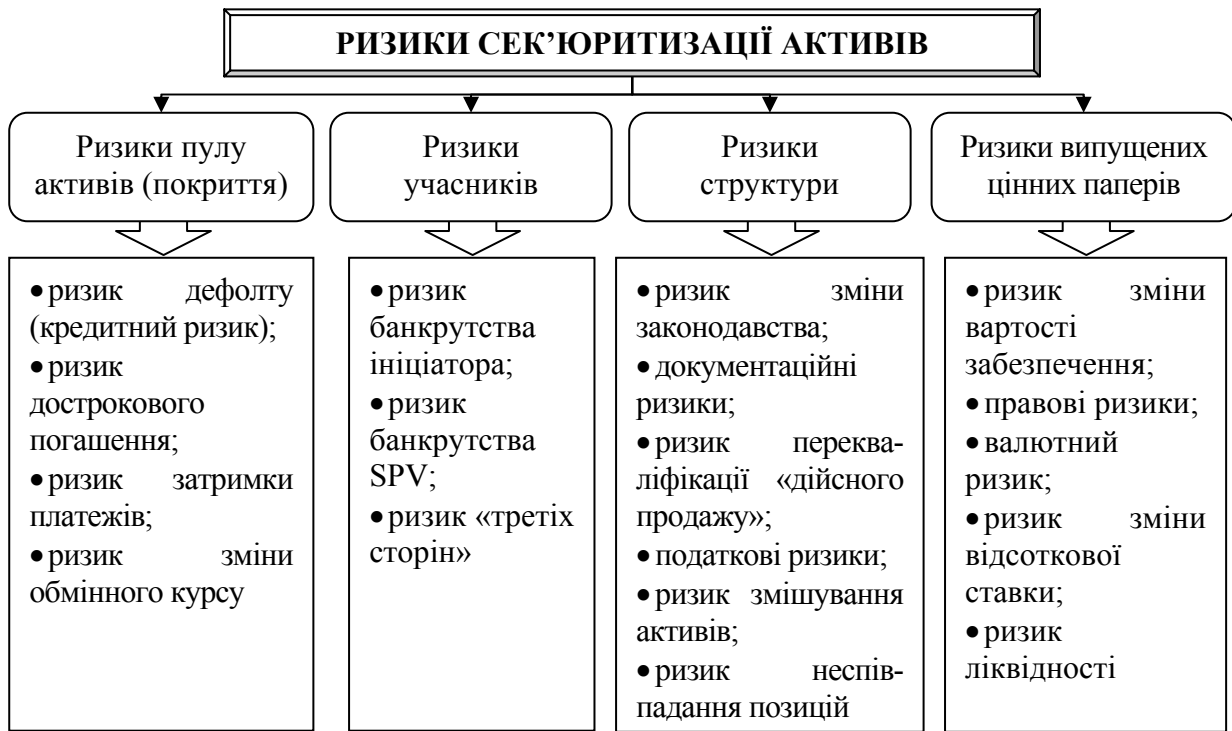 РИЗИКИ СЕК’ЮРИТИЗАЦІЇ АКТИВІВ
Ризики пулу
активів (покриття)
Ризики
учасників
Ризики
структури
Ризики випущених
цінних паперів
•ризик дефолту
(кредитний ризик);
•ризик
дострокового
погашення;
•ризик затримки
платежів;
•ризик зміни
обмінного курсу
•ризик
банкрутства
ініціатора;
•ризик
банкрутства
SPV;
•ризик «третіх
сторін»
•ризик зміни
законодавства;
•документаційні
ризики;
•ризик переква-
ліфікації «дійсного
продажу»;
•податкові ризики;
•ризик змішування
активів;
•ризик неспів-
падання позицій
•ризик зміни
вартості
забезпечення;
•правові ризики;
•валютний
ризик;
•ризик зміни
відсоткової
ставки;
•ризик
ліквідності